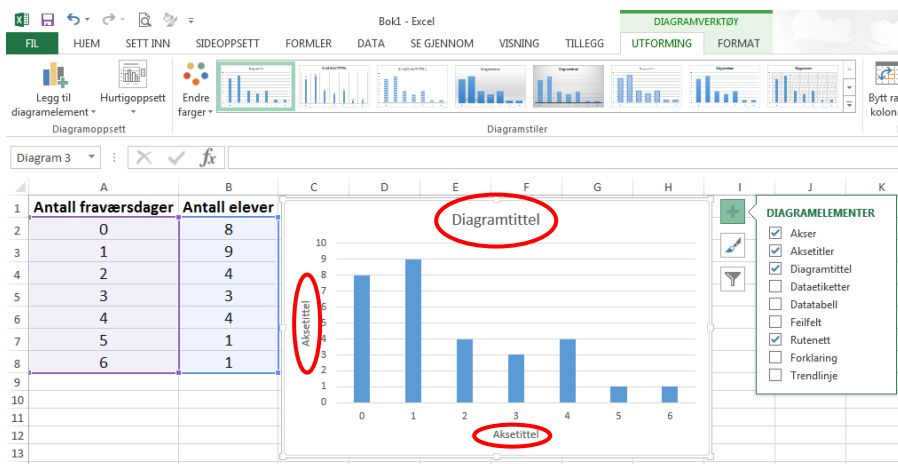 Bok1 - Excel
DIAGRAMVERKTØY
FIL HJEM SETT INN SIDEOPPSETT FORMLER DATA SE GJENNOM VISNING TILLEGG UTFORMING FORMAT
Legg til diagramelement
Hurtigoppsett
Endre farger
Bytt ra
kolon
Diagramoppsett
Diagramstiler
Diagram 3
fx
A B C D E F G H I J K
1 Antall fraværsdager Antall elever
2 0 8
3 1 9
4 2 4
5 3 3
6 4 4
7 5 1
8 6 1
9
10
11
12
13
Diagramtittel
10
9
8
7
6
5
4
3
2
1
0
Aksetittel
0 1 2 3 4 5 6
Aksetittel
DIAGRAMELEMENTER
Akser
Aksetitler
Diagramtittel
Dataetiketter
Datatabell
Feilfelt
Rutenett
Forklaring
Trendlinje